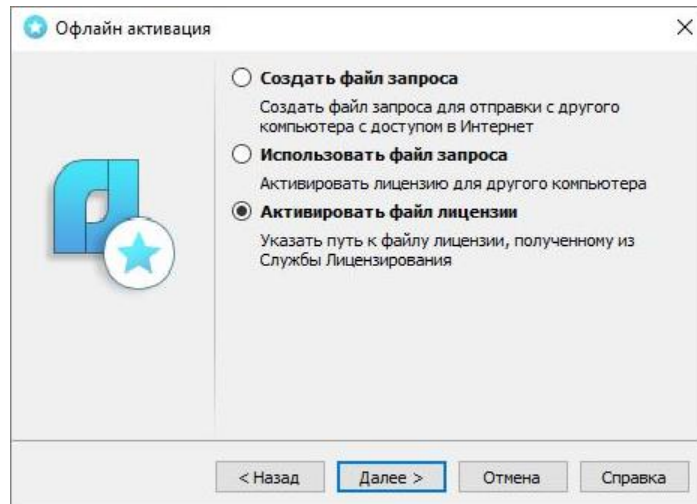 Офлайн активация
Создать файл запроса
Создать файл запроса для отправки с другого
компьютера с доступом в Интернет
Использовать файл запроса
Активировать лицензию для другого компьютера
Активировать файл лицензии
Указать путь к файлу лицензии, полученному из
Службы Лицензирования
< Назад
Далее >
Отмена
Справка